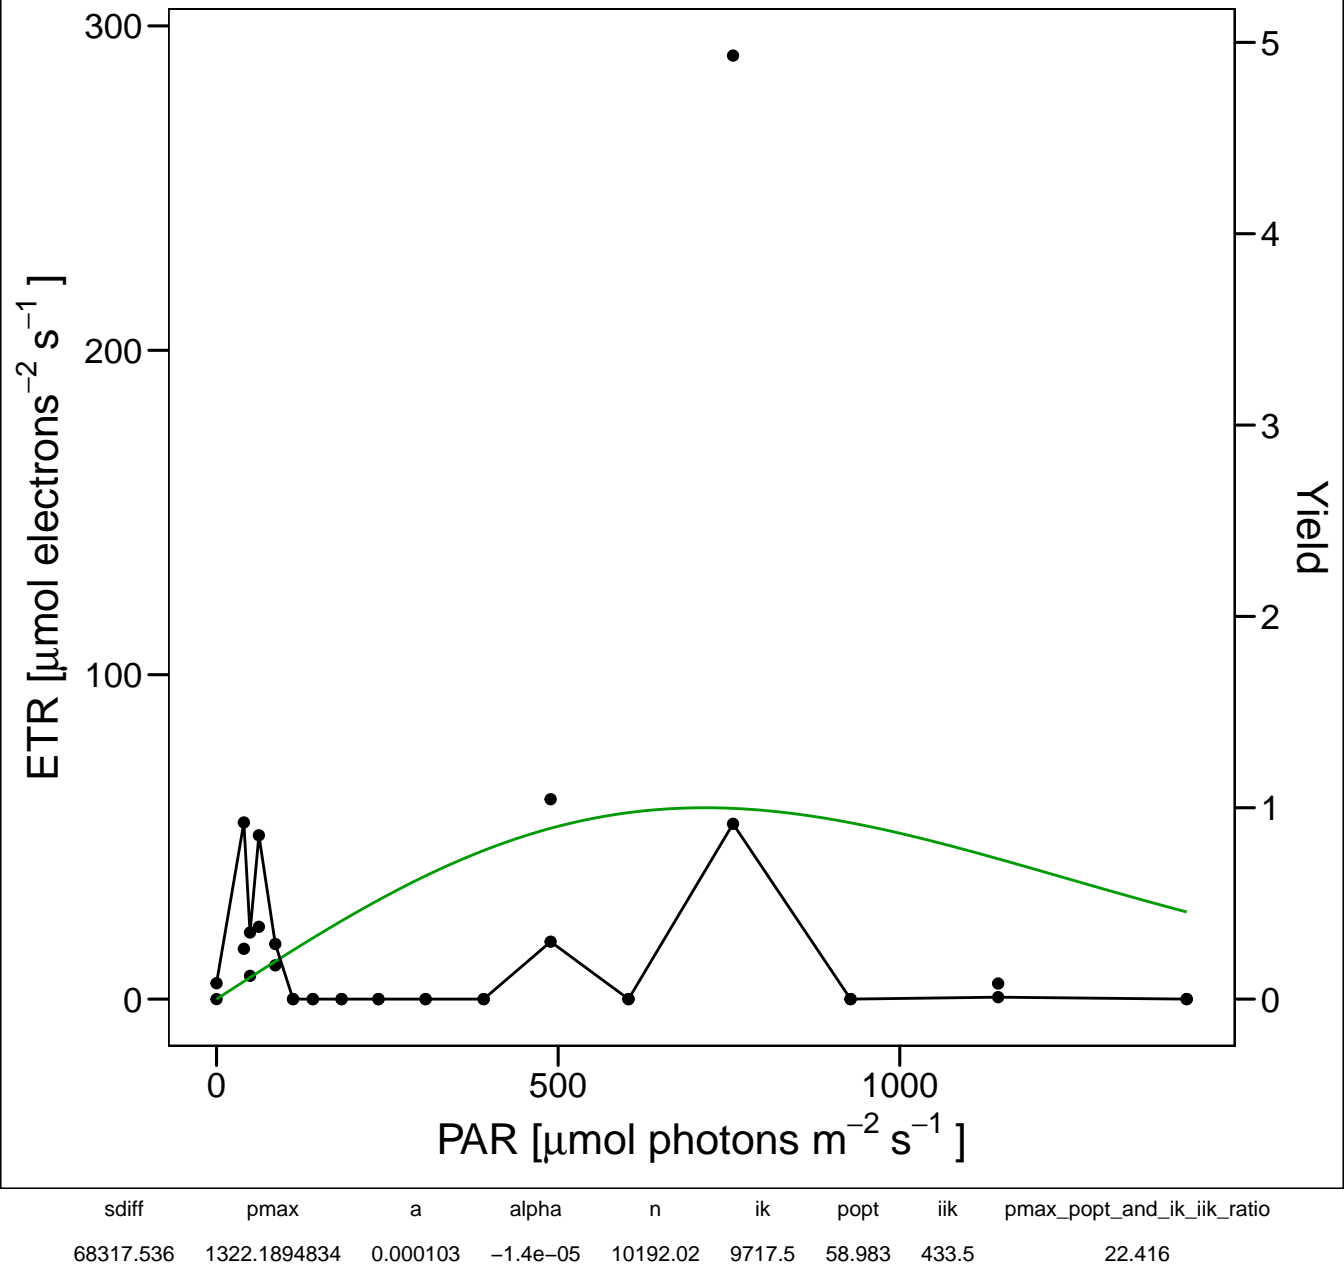 300
200
100
0
ETR [μmol electrons⁻² s⁻¹ ]
5
4
3
2
1
0
Yield
0 500 1000
PAR [μmol photons m⁻² s⁻¹ ]
sdiff pmax a alpha n ik popt iik pmax_popt_and_ik_iik_ratio
68317.536 1322.1894834 0.000103 −1.4e−05 10192.02 9717.5 58.983 433.5 22.416